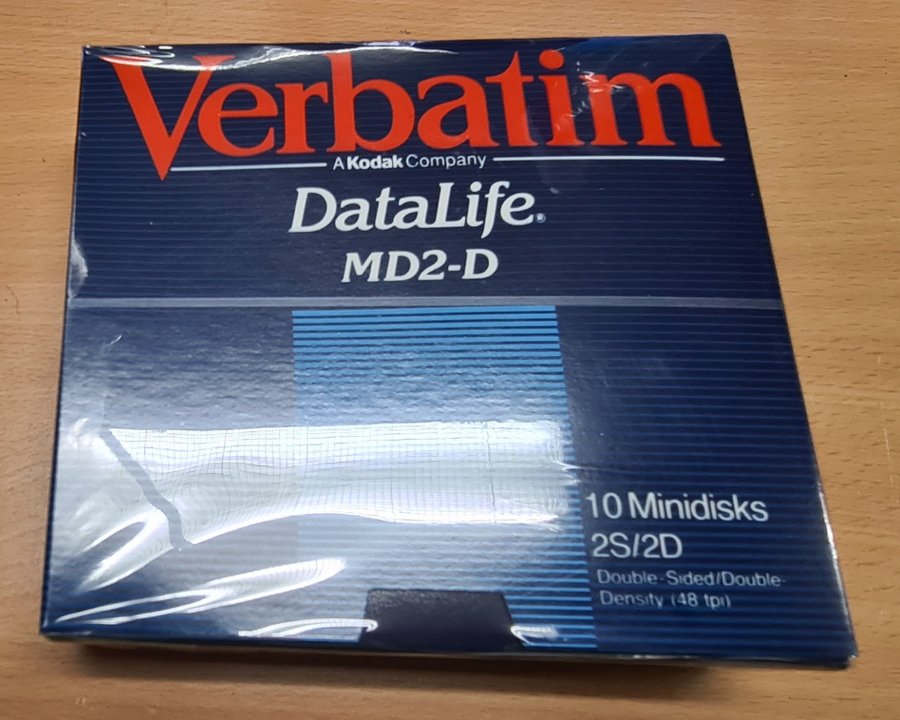 Verbatim
A Kodak Company
DataLife®
MD2-D
10 Minidisks
2S/2D
Double-Sided/Double-
Density (48 tpi)